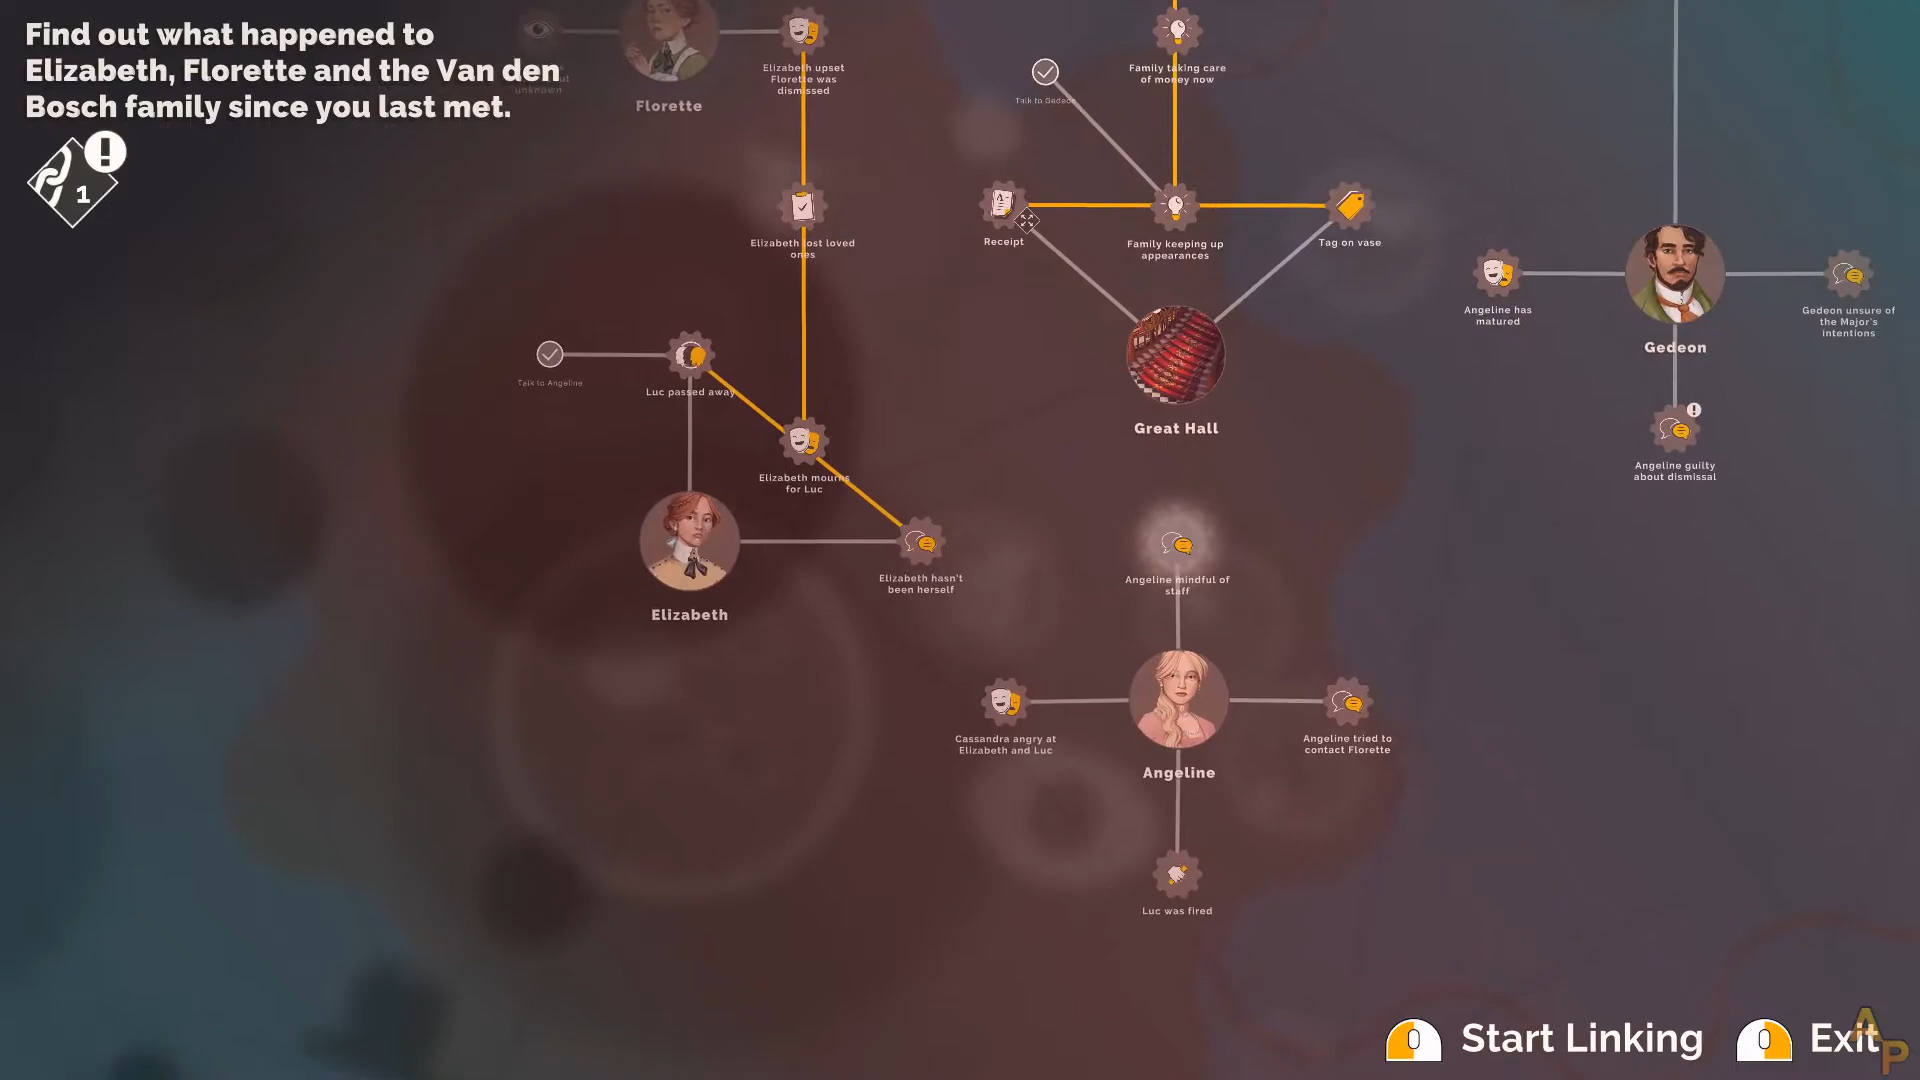 Find out what happened to
Elizabeth, Florette and the Van den
Bosch family since you last met.
1
unknown
Florette
Elizabeth upset
Florette was
dismissed
Family taking care
of money now
Talk to Gedeon
Elizabeth lost loved
ones
Receipt
Family keeping up
appearances
Tag on vase
Angeline has
matured
Gedeon
Gedeon unsure of
the Major's
intentions
Talk to Angeline
Luc passed away
Great Hall
Angeline guilty
about dismissal
Elizabeth mourns
for Luc
Elizabeth
Elizabeth hasn't
been herself
Angeline mindful of
staff
Cassandra angry at
Elizabeth and Luc
Angeline
Angeline tried to
contact Florette
Luc was fired
Start Linking
Exit
AP